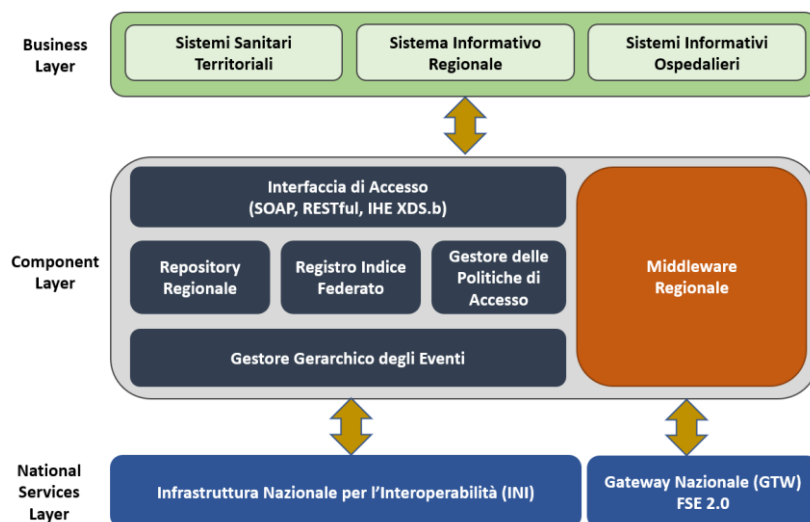 Business
Layer
Sistemi Sanitari
Territoriali
Sistema Informativo
Regionale
Sistemi Informativi
Ospedalieri
Component
Layer
Interfaccia di Accesso
(SOAP, RESTful, IHE XDS.b)
Repository
Regionale
Registro Indice
Federato
Gestore delle
Politiche di
Accesso
Gestore Gerarchico degli Eventi
Middleware
Regionale
National
Services
Layer
Infrastruttura Nazionale per l’Interoperabilità (INI)
Gateway Nazionale (GTW)
FSE 2.0